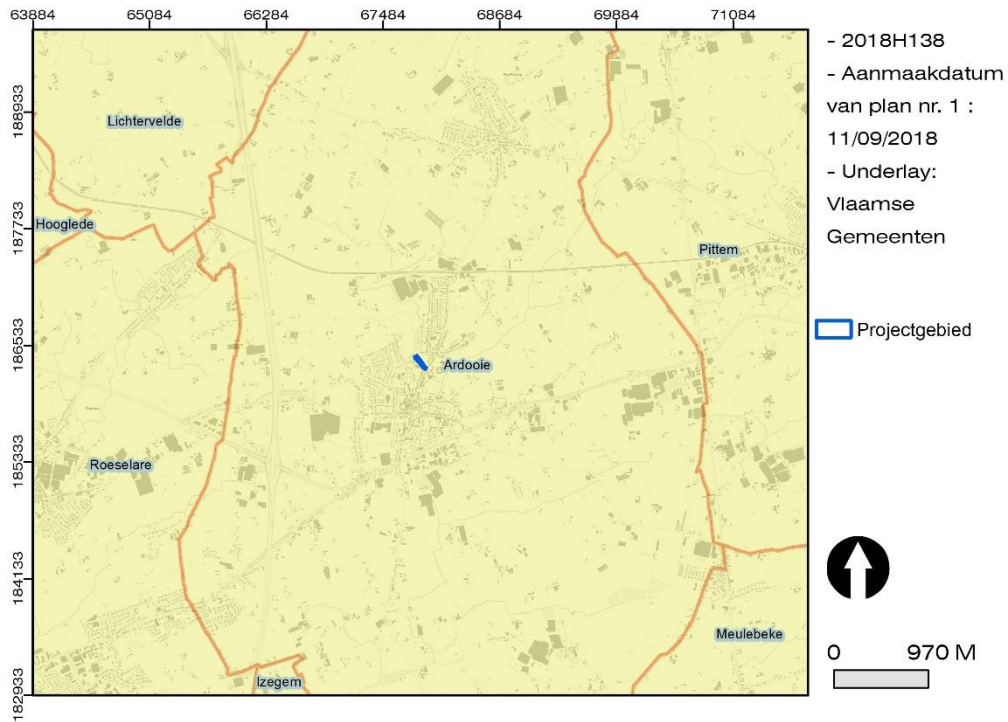 63884 65084 66284 67484 68684 69884 71084
188933
187733
186533
185333
184133
182933
Lichtervelde
Hooglede
Pittem
Ardooie
Roeselare
Meulebeke
Izegem
- 2018H138
- Aanmaakdatum
van plan nr. 1 :
11/09/2018
- Underlay:
Vlaamse
Gemeenten
Projectgebied
0 970 M